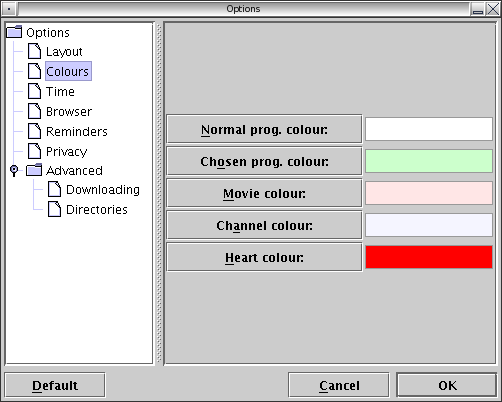 Options
Options
Layout
Colours
Time
Browser
Reminders
Privacy
Advanced
Downloading
Directories
Normal prog. colour:
Chosen prog. colour:
Movie colour:
Channel colour:
Heart colour:
Default
Cancel
OK